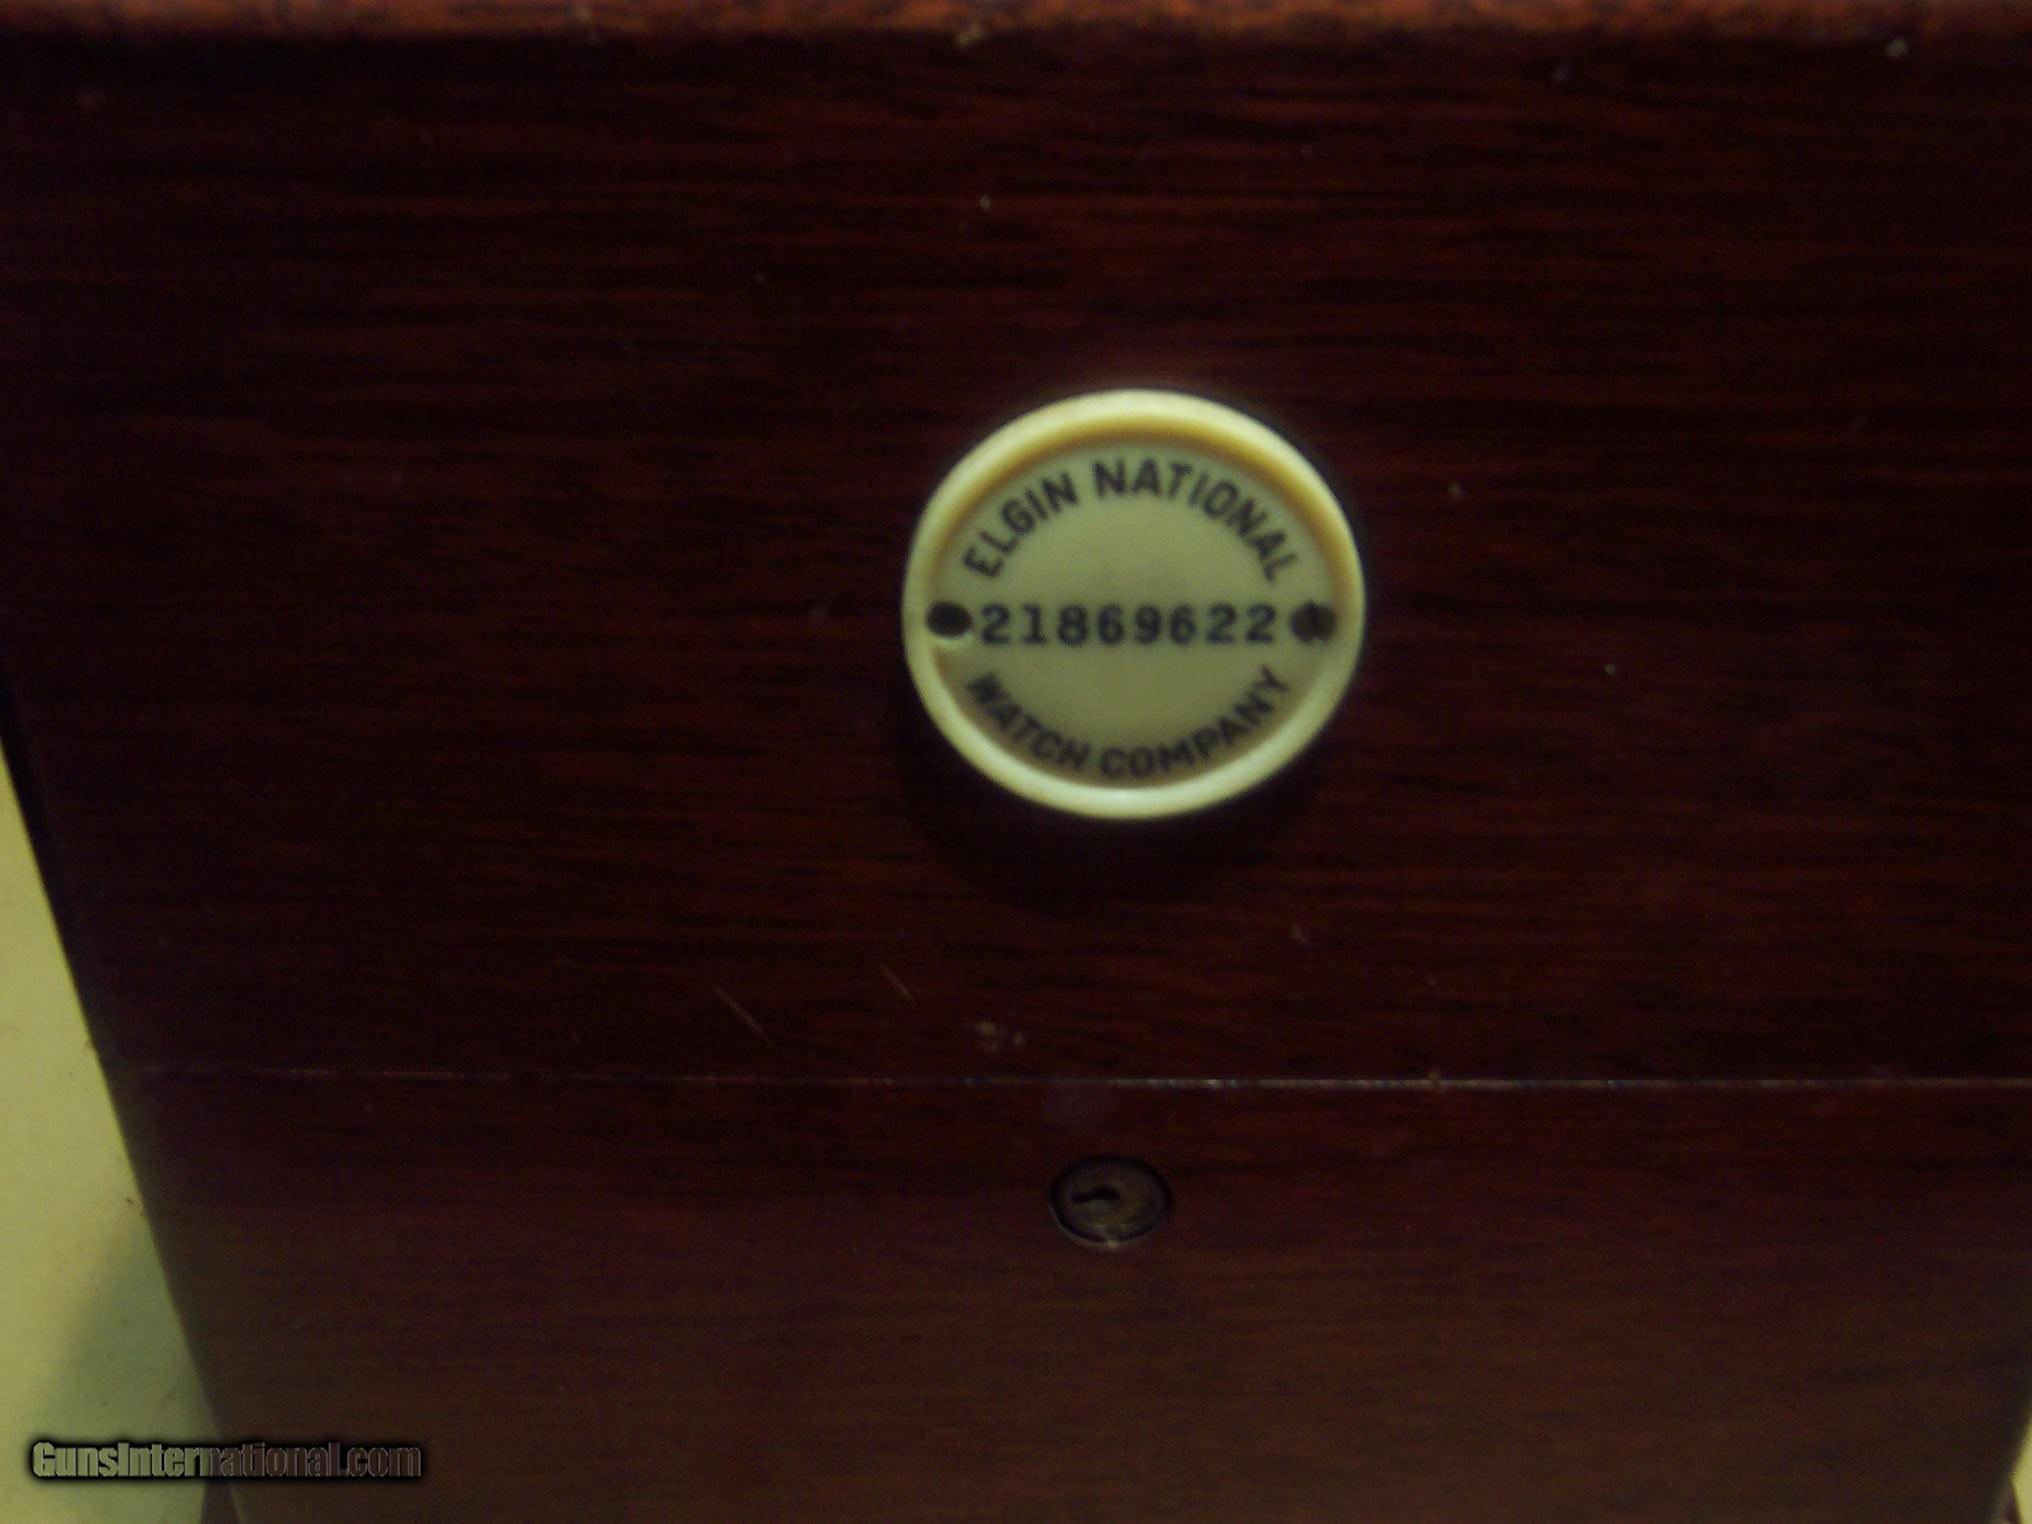 ELGIN NATIONAL
21869622
WATCH COMPANY
GunsInternational.com